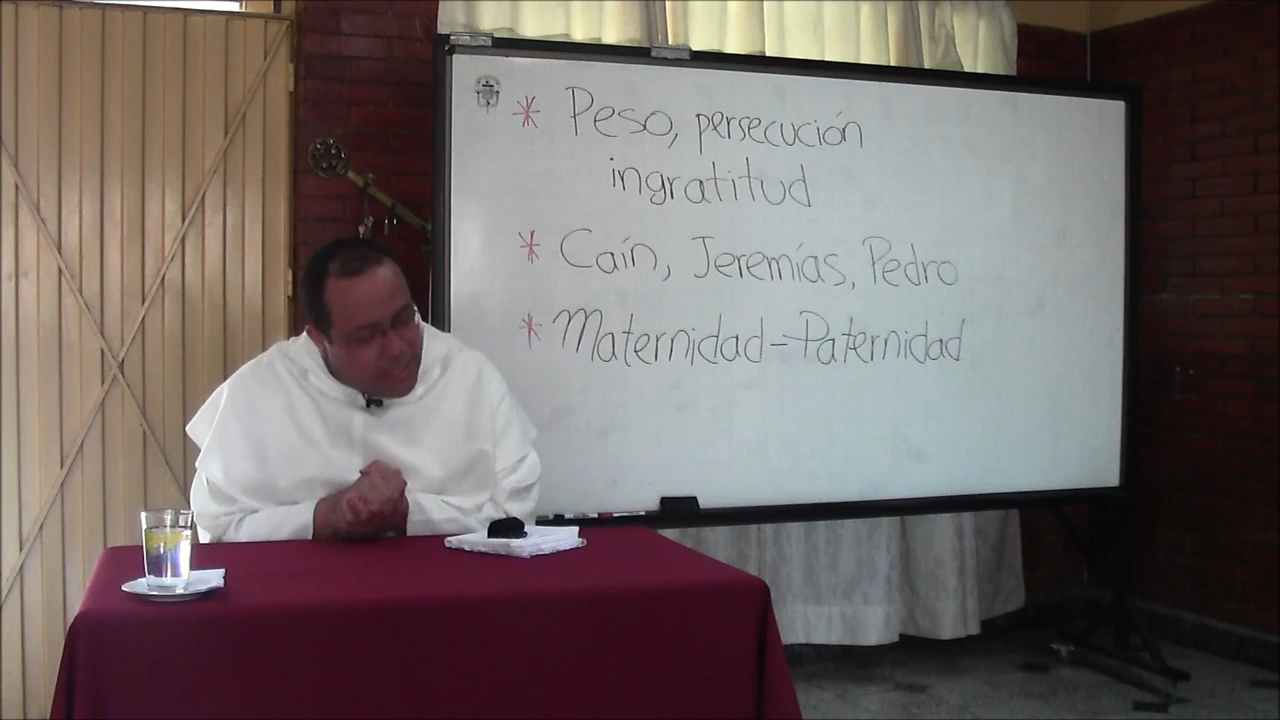 * Peso, persecución
ingratitud
* Caín, Jeremías, Pedro
* Maternidad-Paternidad